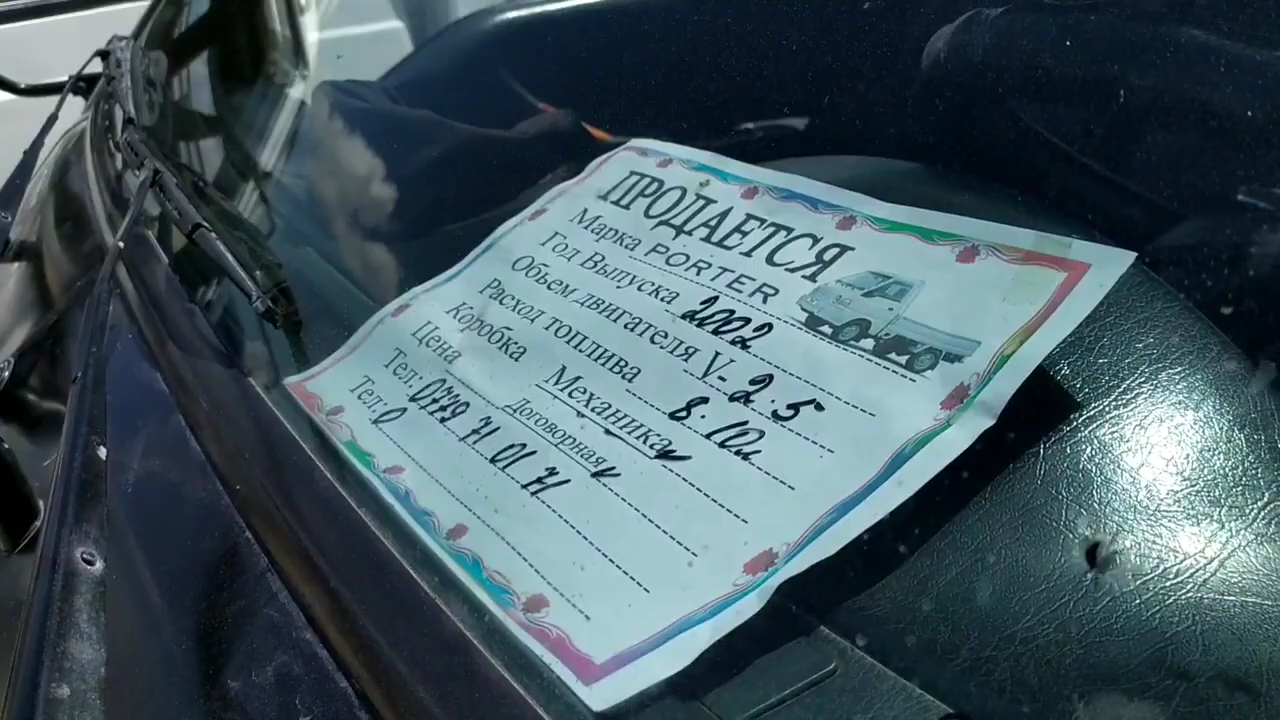 ПРОДАЕТСЯ
Марка PORTER
Год Выпуска 2002
Объем двигателя V- 2.5
Расход топлива 8.10л
Коробка Механика
Цена Договорная
Тел: 0779 71 01 71
Тел: 0